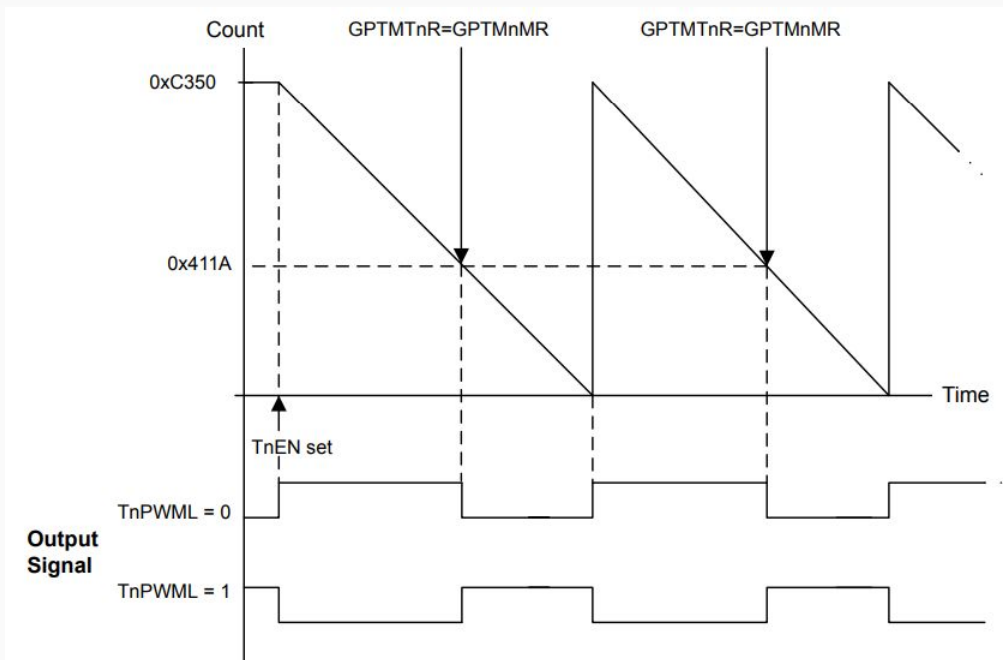 Count
GPTMTnR=GPTMnMR
GPTMTnR=GPTMnMR
0xC350
0x411A
Time
TnEN set
TnPWML = 0
Output
Signal
TnPWML = 1